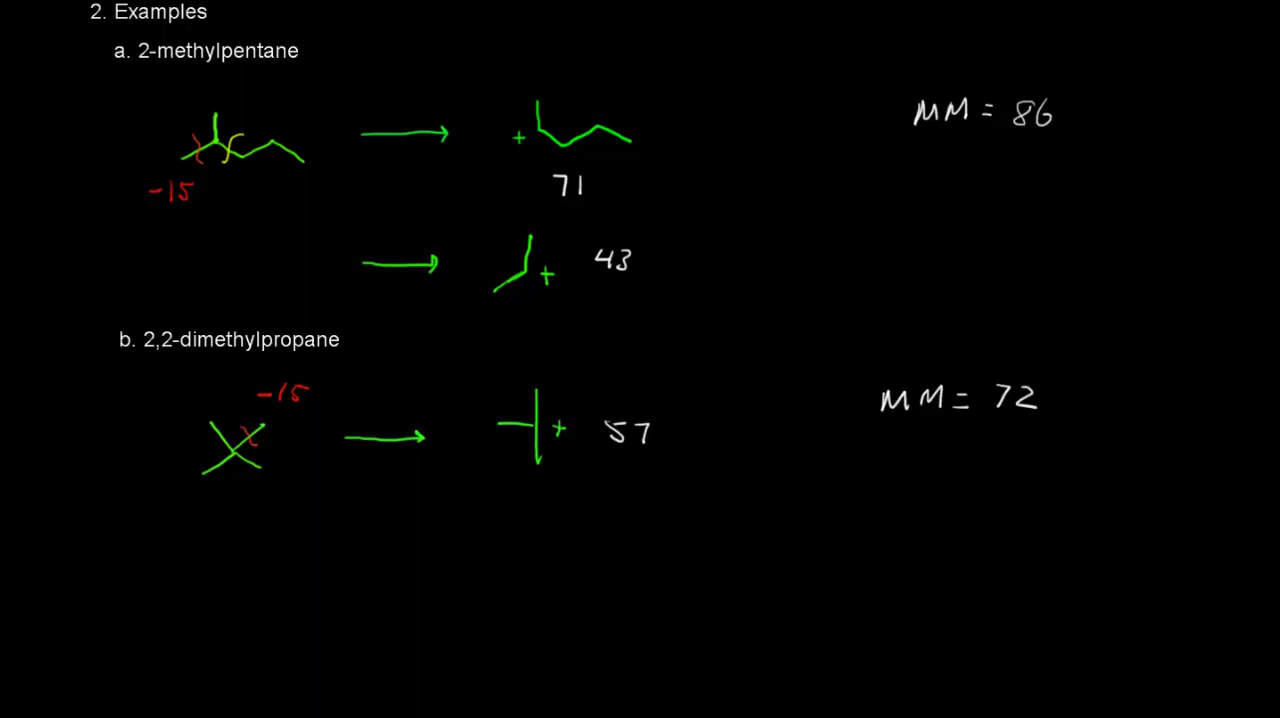 2. Examples
a. 2-methylpentane
MM = 86
+
-15
71
+ 43
b. 2,2-dimethylpropane
-15
MM = 72
+ 57